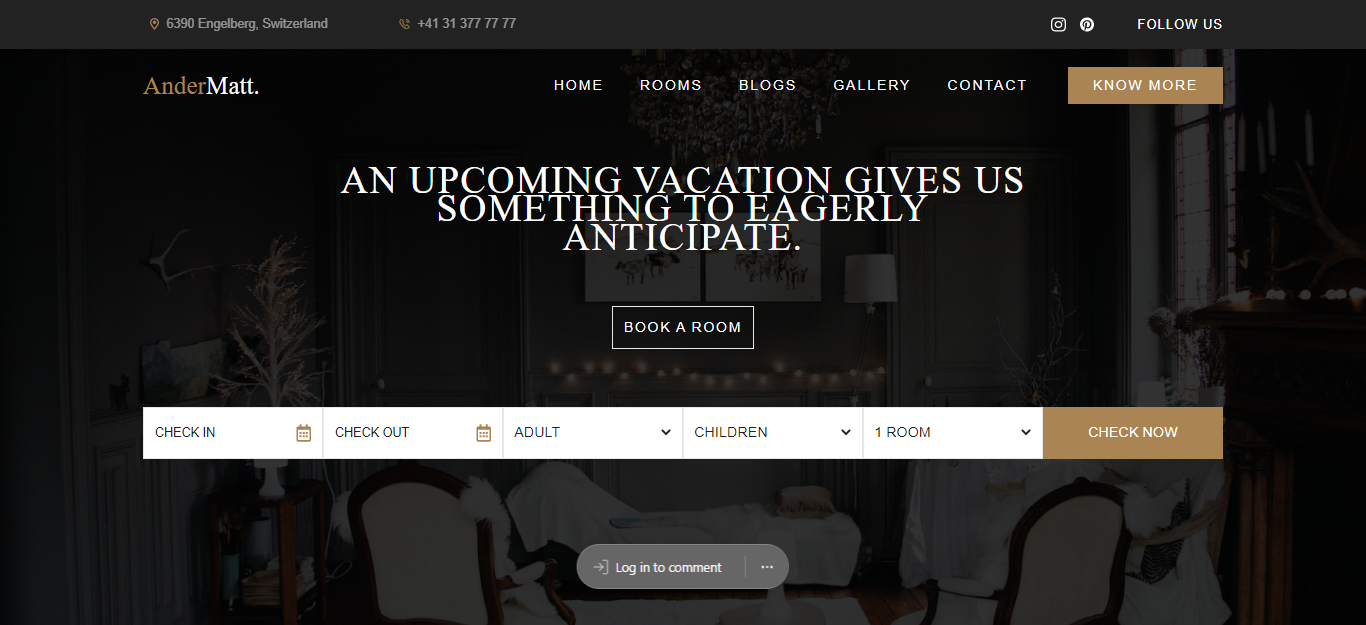 6390 Engelberg, Switzerland
+41 31 377 77 77
FOLLOW US
AnderMatt.
HOME
ROOMS
BLOGS
GALLERY
CONTACT
KNOW MORE
AN UPCOMING VACATION GIVES US
SOMETHING TO EAGERLY
ANTICIPATE.
BOOK A ROOM
CHECK IN
CHECK OUT
ADULT
CHILDREN
1 ROOM
CHECK NOW
Log in to comment